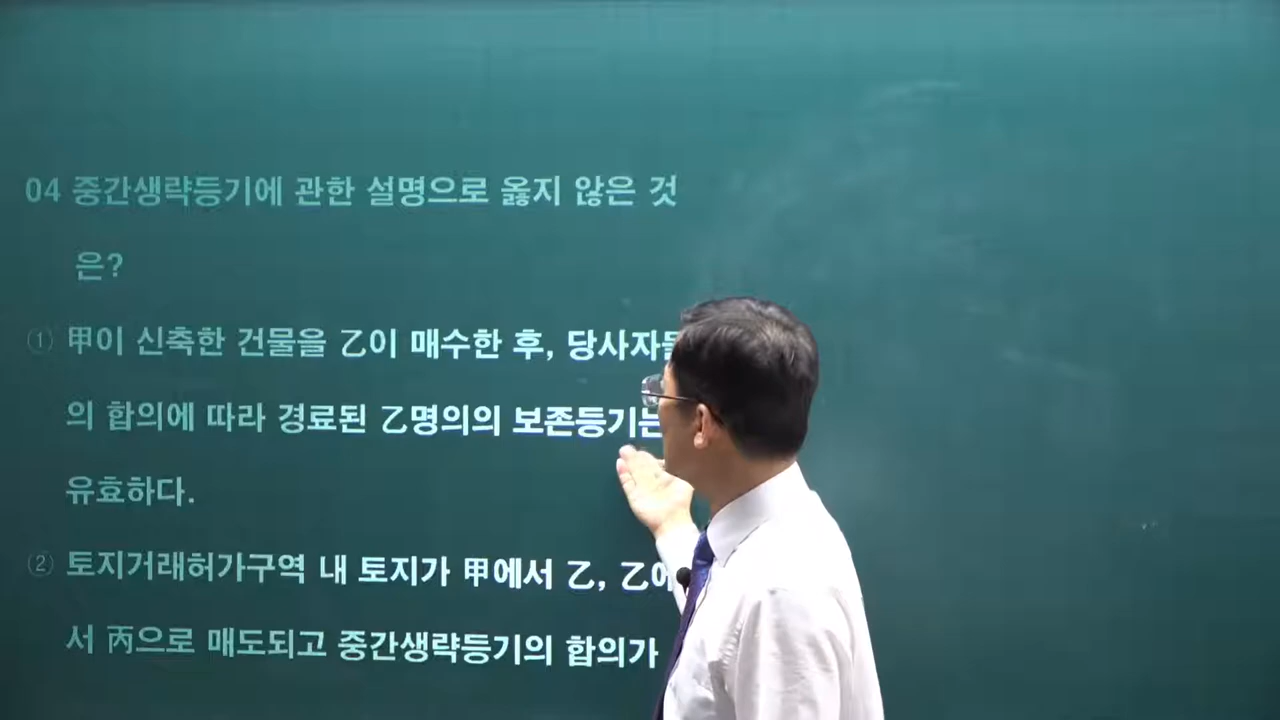 04 중간생략등기에 관한 설명으로 옳지 않은 것
은?
① 甲이 신축한 건물을 乙이 매수한 후, 당사자들
의 합의에 따라 경료된 乙명의의 보존등기는
유효하다.
② 토지거래허가구역 내 토지가 甲에서 乙, 乙에
서 丙으로 매도되고 중간생략등기의 합의가